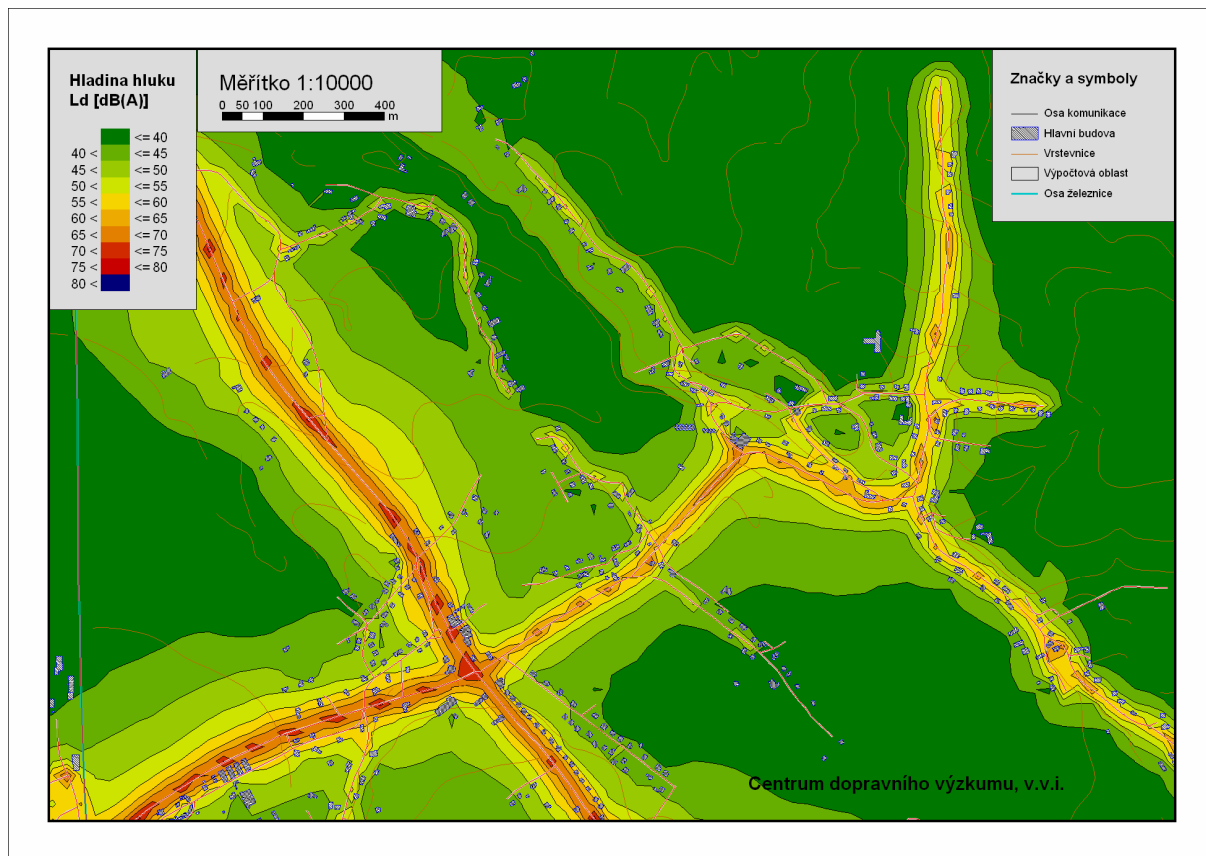 Hladina hluku
Ld [dB(A)]
<= 40
40 < <= 45
45 < <= 50
50 < <= 55
55 < <= 60
60 < <= 65
65 < <= 70
70 < <= 75
75 < <= 80
80 <
Měřítko 1:10000
0 50 100 200 300 400
m
Značky a symboly
Osa komunikace
Hlavní budova
Vrstevnice
Výpočtová oblast
Osa železnice
Centrum dopravního výzkumu, v.v.i.